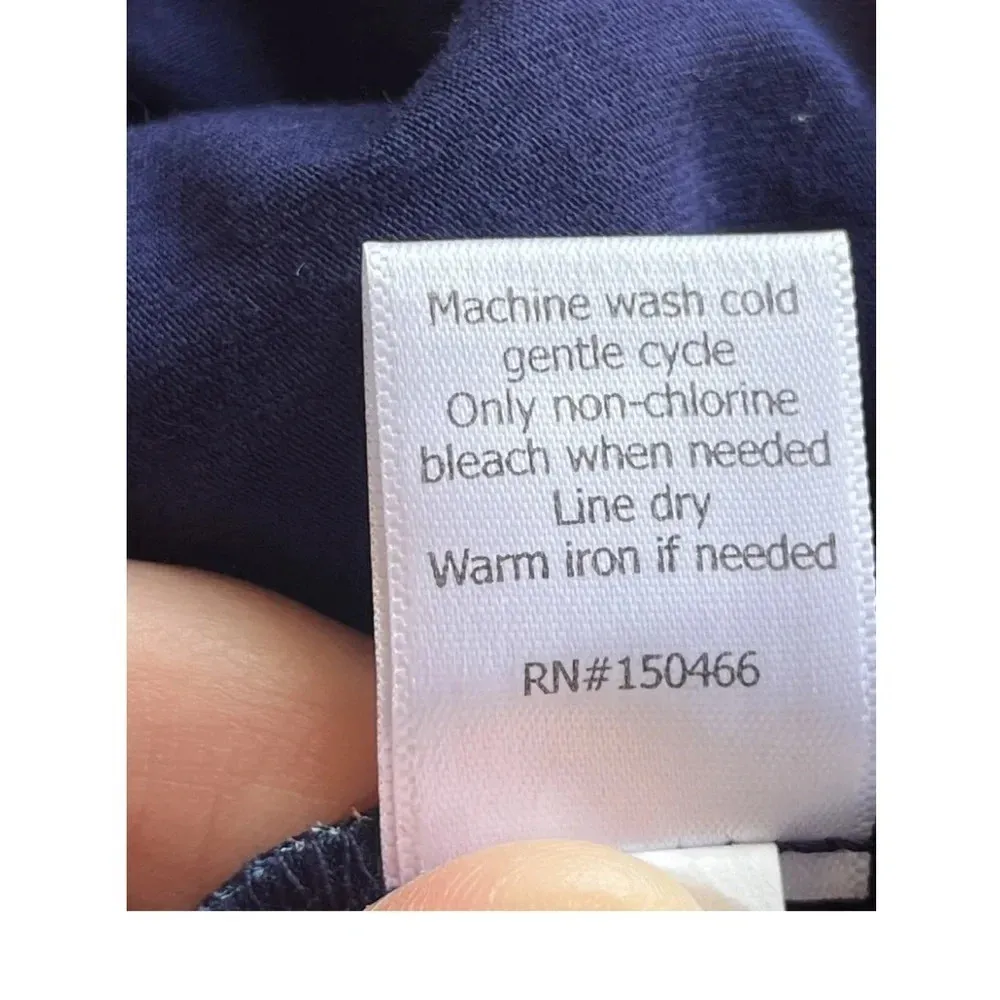 Machine wash cold
gentle cycle
Only non-chlorine
bleach when needed
Line dry
Warm iron if needed
RN#150466